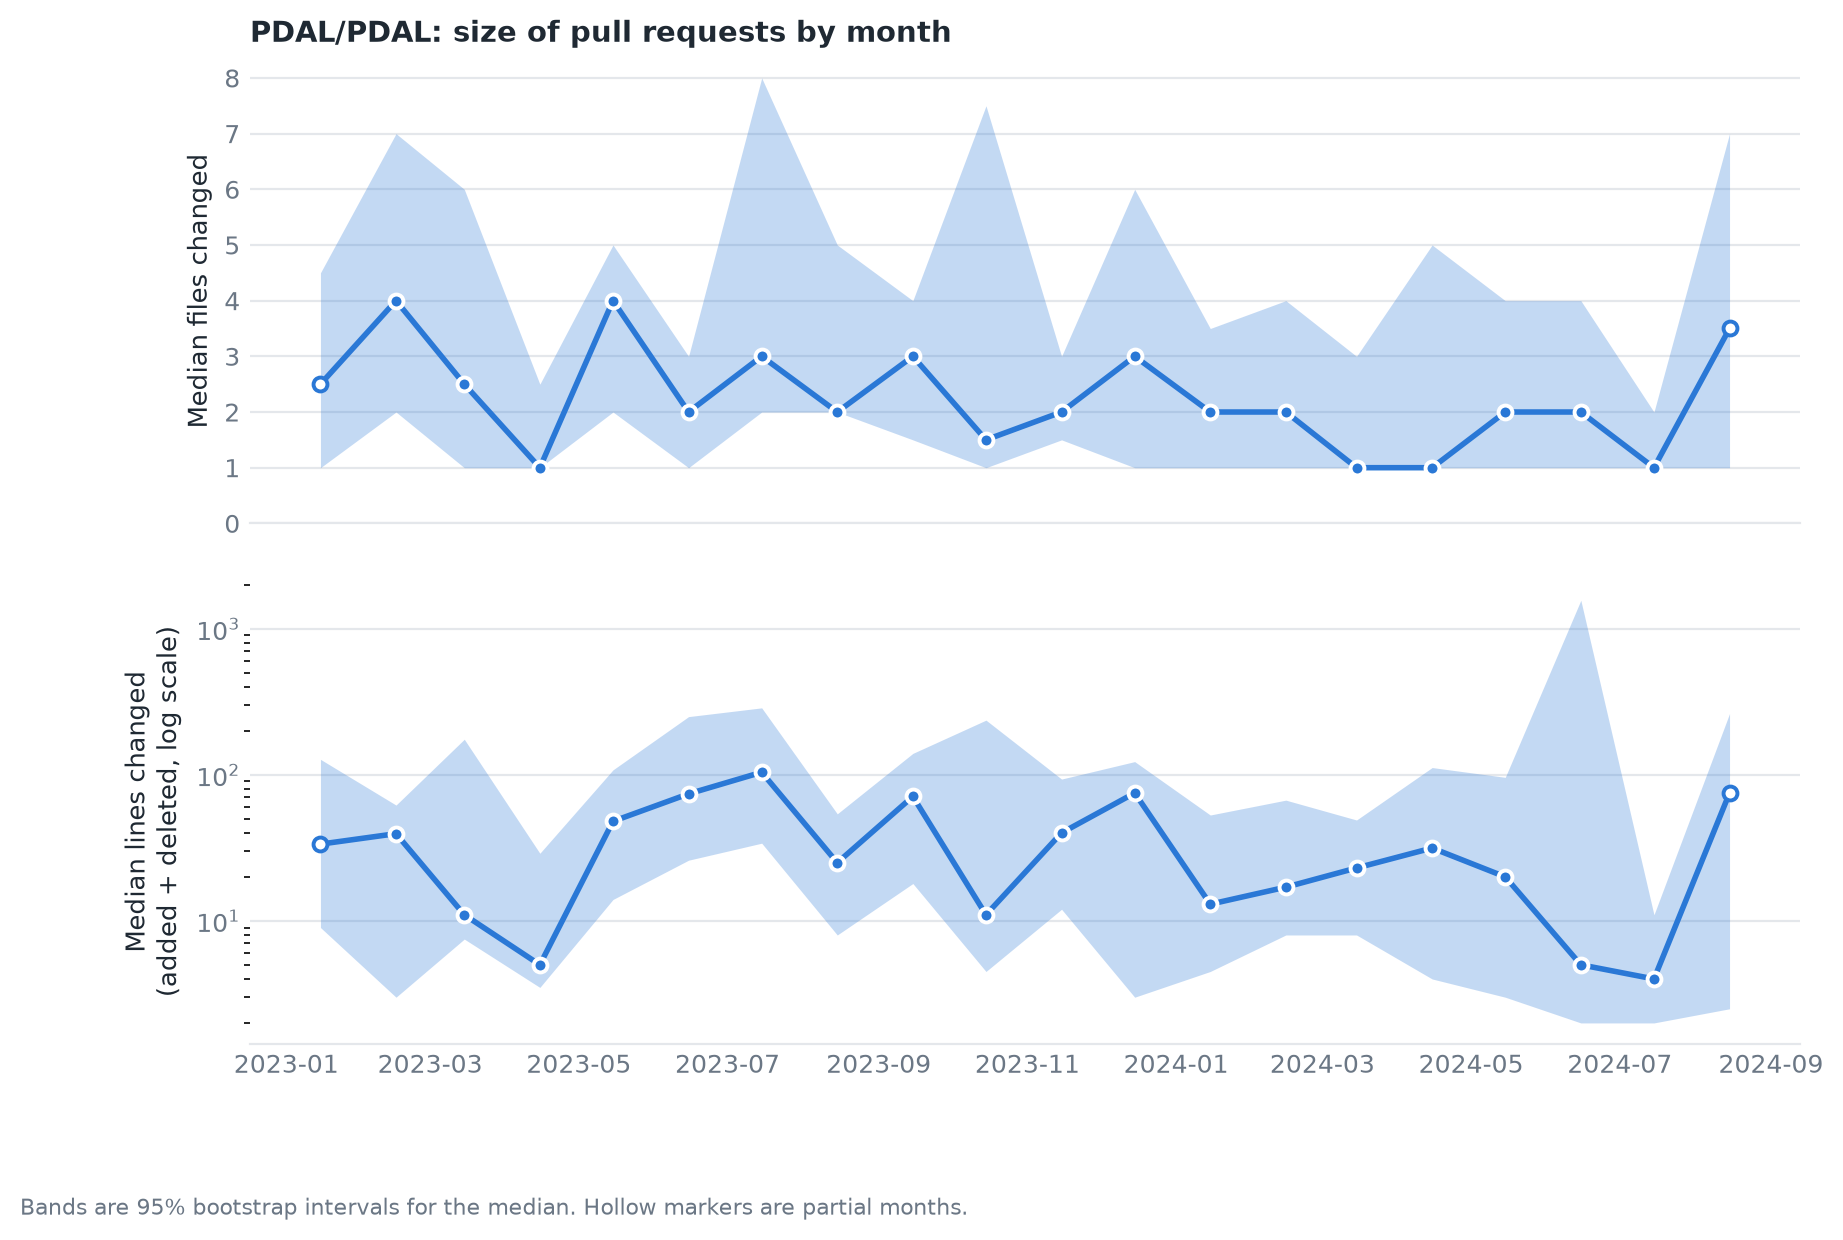 PDAL/PDAL: size of pull requests by month
8
7
6
5
4
3
2
1
0
Median files changed
10³
10²
10¹
Median lines changed
(added + deleted, log scale)
2023-01 2023-03 2023-05 2023-07 2023-09 2023-11 2024-01 2024-03 2024-05 2024-07 2024-09
Bands are 95% bootstrap intervals for the median. Hollow markers are partial months.